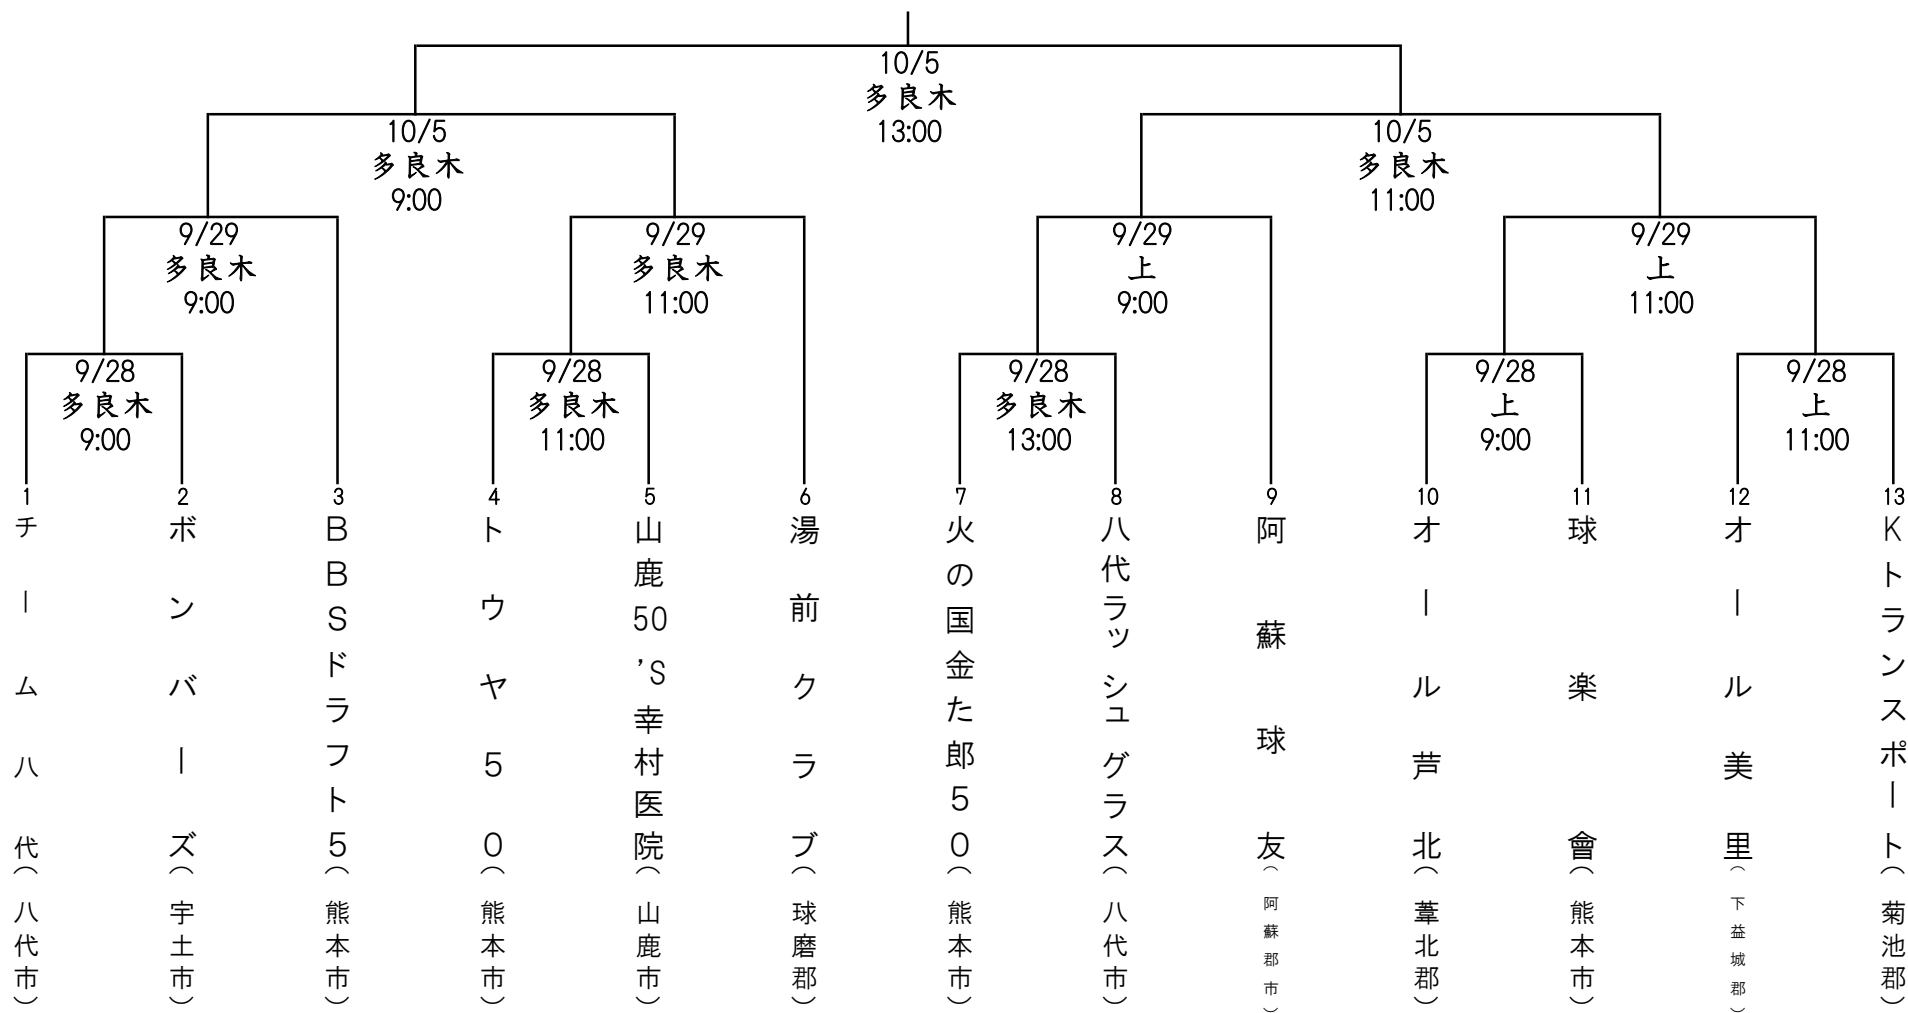 10/5
多良木
13:00
10/5
多良木
9:00
10/5
多良木
11:00
9/29
多良木
9:00
9/29
多良木
11:00
9/29
上
9:00
9/29
上
11:00
9/28
多良木
9:00
9/28
多良木
11:00
9/28
多良木
13:00
9/28
上
9:00
9/28
上
11:00
1
チーム八代(八代市)
2
ボンバーズ(宇土市)
3
BBSドラフト5(熊本市)
4
トウヤ50(熊本市)
5
山鹿50'S幸村医院(山鹿市)
6
湯前クラブ(球磨郡)
7
火の国金た郎50(熊本市)
8
八代ラッシュグラス(八代市)
9
阿蘇球友(阿蘇郡市)
10
オール芦北(葦北郡)
11
球楽會(熊本市)
12
オール美里(下益城郡)
13
Kトランスポート(菊池郡)